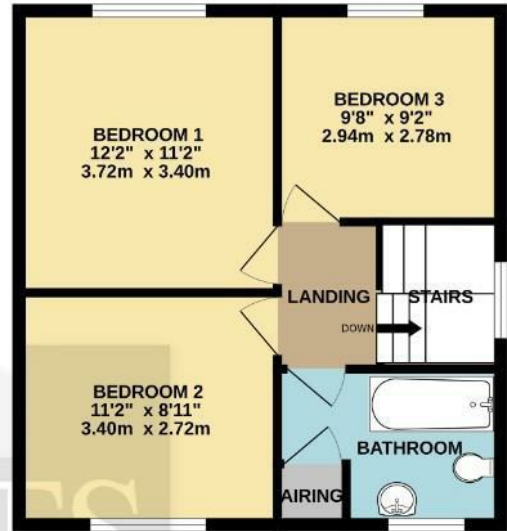 BEDROOM 1
12'2" x 11'2"
3.72m x 3.40m
BEDROOM 3
9'8" x 9'2"
2.94m x 2.78m
LANDING
STAIRS
DOWN
BEDROOM 2
11'2" x 8'11"
3.40m x 2.72m
BATHROOM
AIRING